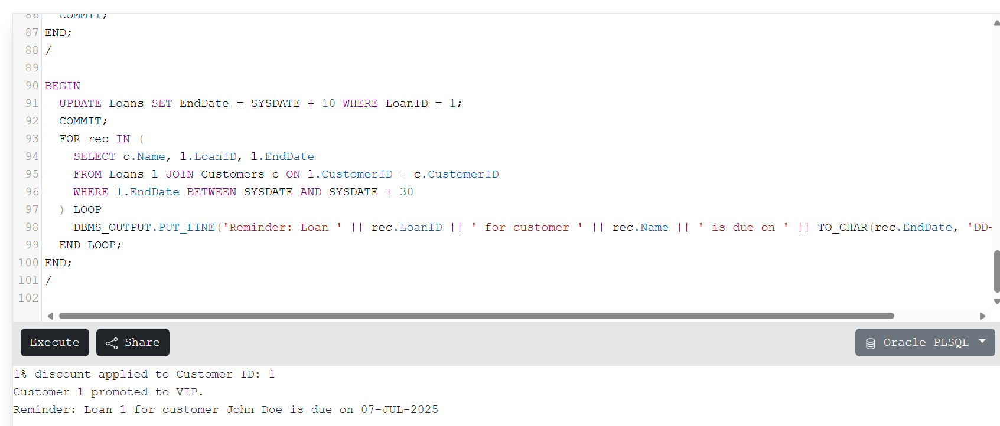 86   COMMIT;
87 END;
88 /
89
90 BEGIN
91   UPDATE Loans SET EndDate = SYSDATE + 10 WHERE LoanID = 1;
92   COMMIT;
93   FOR rec IN (
94     SELECT c.Name, l.LoanID, l.EndDate
95     FROM Loans l JOIN Customers c ON l.CustomerID = c.CustomerID
96     WHERE l.EndDate BETWEEN SYSDATE AND SYSDATE + 30
97   ) LOOP
98     DBMS_OUTPUT.PUT_LINE('Reminder: Loan ' || rec.LoanID || ' for customer ' || rec.Name || ' is due on ' || TO_CHAR(rec.EndDate, 'DD-
99   END LOOP;
100 END;
101 /
102
Execute Share Oracle PLSQL
1% discount applied to Customer ID: 1
Customer 1 promoted to VIP.
Reminder: Loan 1 for customer John Doe is due on 07-JUL-2025